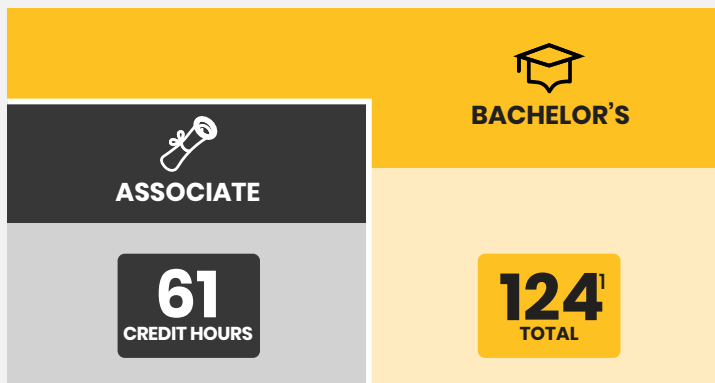 BACHELOR’S
ASSOCIATE
61
CREDIT HOURS
124¹
TOTAL